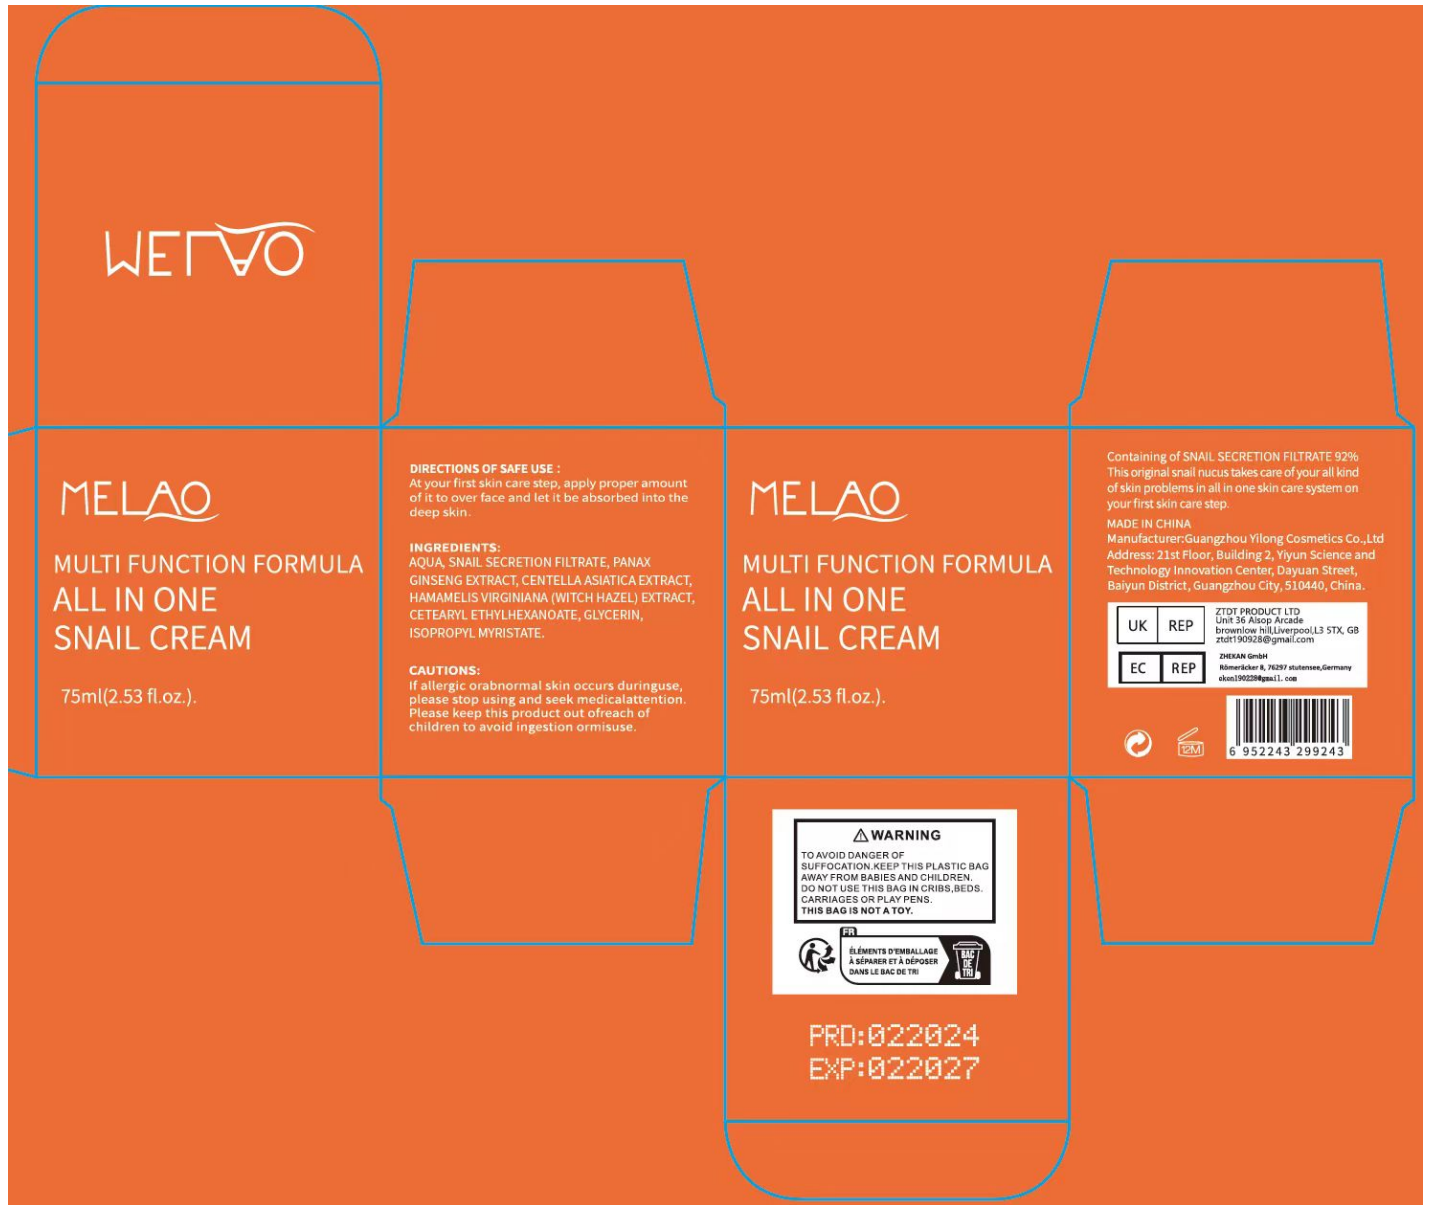 MELAO
MELAO
MULTI FUNCTION FORMULA
ALL IN ONE
SNAIL CREAM
75ml(2.53 fl.oz.).
DIRECTIONS OF SAFE USE :
At your first skin care step, apply proper amount
of it to over face and let it be absorbed into the
deep skin.
INGREDIENTS:
AQUA, SNAIL SECRETION FILTRATE, PANAX
GINSENG EXTRACT, CENTELLA ASIATICA EXTRACT,
HAMAMELIS VIRGINIANA (WITCH HAZEL) EXTRACT,
CETEARYL ETHYLHEXANOATE, GLYCERIN,
ISOPROPYL MYRISTATE.
CAUTIONS:
If allergic orabnormal skin occurs duringuse,
please stop using and seek medicalattention.
Please keep this product out ofreach of
children to avoid ingestion ormisuse.
MELAO
MULTI FUNCTION FORMULA
ALL IN ONE
SNAIL CREAM
75ml(2.53 fl.oz.).
Containing of SNAIL SECRETION FILTRATE 92%
This original snail nucus takes care of your all kind
of skin problems in all in one skin care system on
your first skin care step.
MADE IN CHINA
Manufacturer:Guangzhou Yilong Cosmetics Co.,Ltd
Address: 21st Floor, Building 2, Yiyun Science and
Technology Innovation Center, Dayuan Street,
Baiyun District, Guangzhou City, 510440, China.
UK REP
ZTDT PRODUCT LTD
Unit 36 Alsop Arcade
brownlow hill,Liverpool,L3 5TX, GB
ztdt190928@gmail.com
EC REP
ZHEKAN GmbH
Römeräcker 8, 76297 stutensee,Germany
oken190228@gmail.com
12M
6 952243 299243
WARNING
TO AVOID DANGER OF
SUFFOCATION.KEEP THIS PLASTIC BAG
AWAY FROM BABIES AND CHILDREN.
DO NOT USE THIS BAG IN CRIBS,BEDS.
CARRIAGES OR PLAY PENS.
THIS BAG IS NOT A TOY.
FR
ÉLÉMENTS D'EMBALLAGE
À SÉPARER ET À DÉPOSER
DANS LE BAC DE TRI
BAC
DE
TRI
PRD:022024
EXP:022027